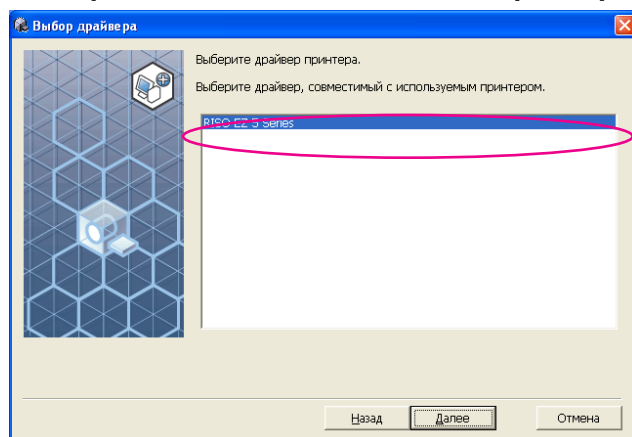 Выбор драйвера
Выберите драйвер принтера.
Выберите драйвер, совместимый с используемым принтером.
RISO EZ 5 Series
Назад
Далее
Отмена